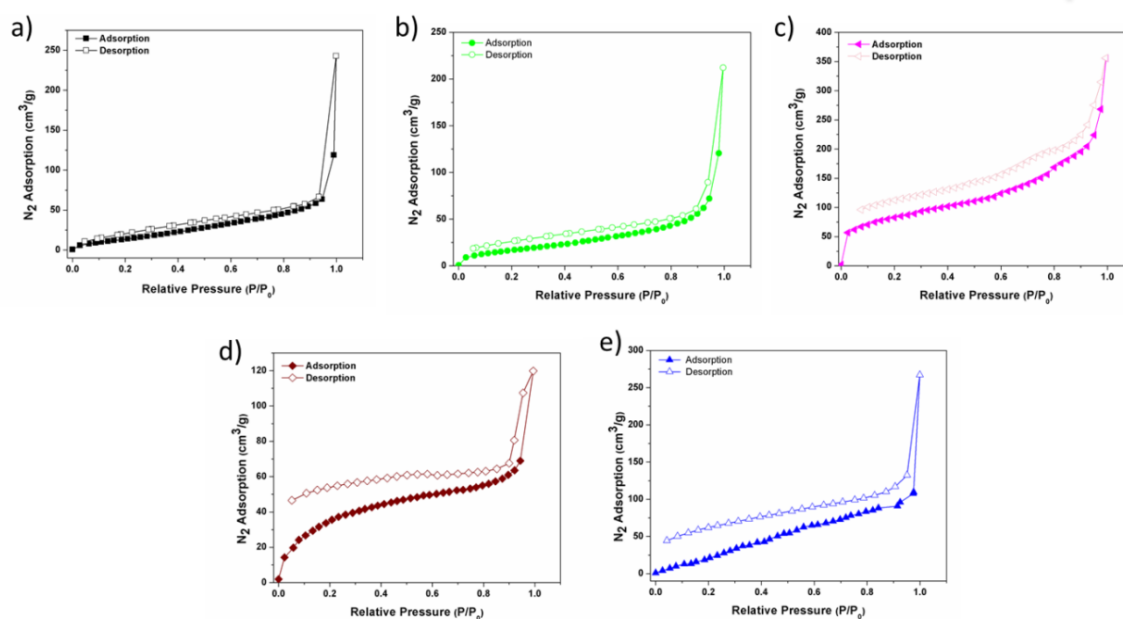 a)
Adsorption
Desorption
N2 Adsorption (cm3/g)
250
200
150
100
50
0
0.0 0.2 0.4 0.6 0.8 1.0
Relative Pressure (P/P0)
b)
Adsorption
Desorption
N2 Adsorption (cm3/g)
250
200
150
100
50
0
0.0 0.2 0.4 0.6 0.8 1.0
Relative Pressure (P/P0)
c)
Adsorption
Desorption
N2 Adsorption (cm3/g)
400
350
300
250
200
150
100
50
0
0.0 0.2 0.4 0.6 0.8 1.0
Relative Pressure (P/P0)
d)
Adsorption
Desorption
N2 Adsorption (cm3/g)
120
100
80
60
40
20
0
0.0 0.2 0.4 0.6 0.8 1.0
Relative Pressure (P/P0)
e)
Adsorption
Desorption
N2 Adsorption (cm3/g)
300
250
200
150
100
50
0
0.0 0.2 0.4 0.6 0.8 1.0
Relative Pressure (P/P0)